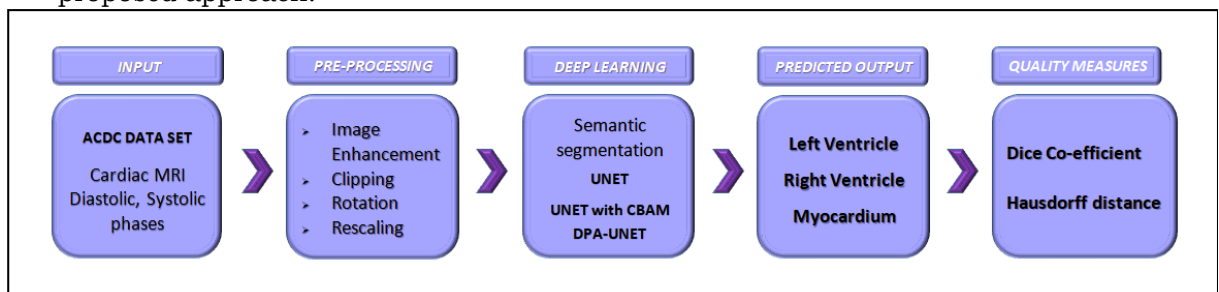 proposed approach.
INPUT
ACDC DATA SET
Cardiac MRI
Diastolic, Systolic
phases
PRE-PROCESSING
➢ Image
Enhancement
➢ Clipping
➢ Rotation
➢ Rescaling
DEEP LEARNING
Semantic
segmentation
UNET
UNET with CBAM
DPA-UNET
PREDICTED OUTPUT
Left Ventricle
Right Ventricle
Myocardium
QUALITY MEASURES
Dice Co-efficient
Hausdorff distance